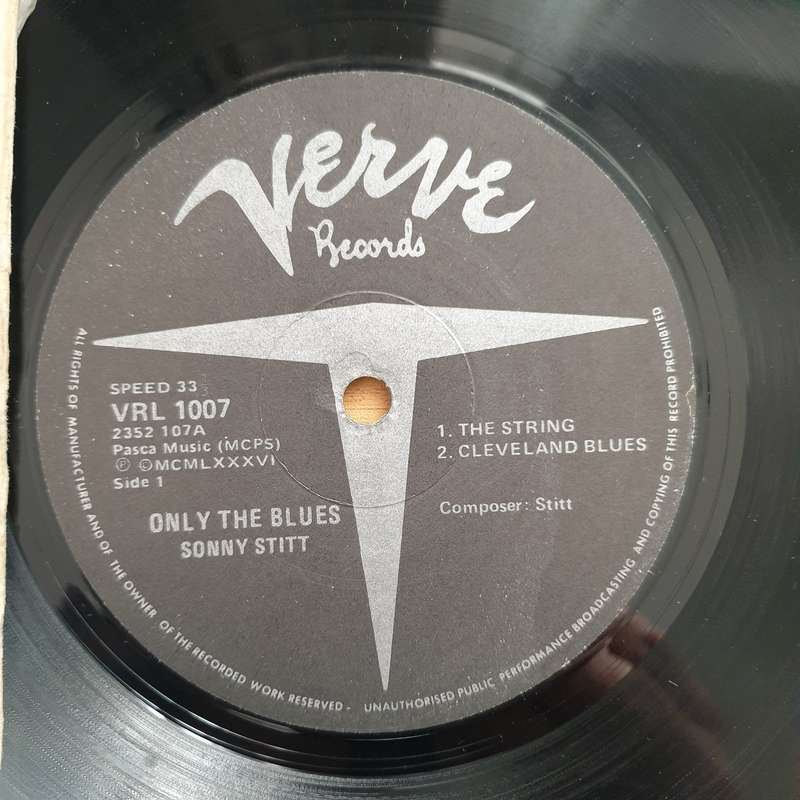 Verve
Records
SPEED 33
VRL 1007
2352 107A
Pasca Music (MCPS)
℗ ©MCMLXXXVI
Side 1
ONLY THE BLUES
SONNY STITT
1. THE STRING
2. CLEVELAND BLUES
Composer: Stitt
ALL RIGHTS OF MANUFACTURER AND OF THE OWNER OF THE RECORDED WORK RESERVED - UNAUTHORISED PUBLIC PERFORMANCE BROADCASTING AND COPYING OF THIS RECORD PROHIBITED